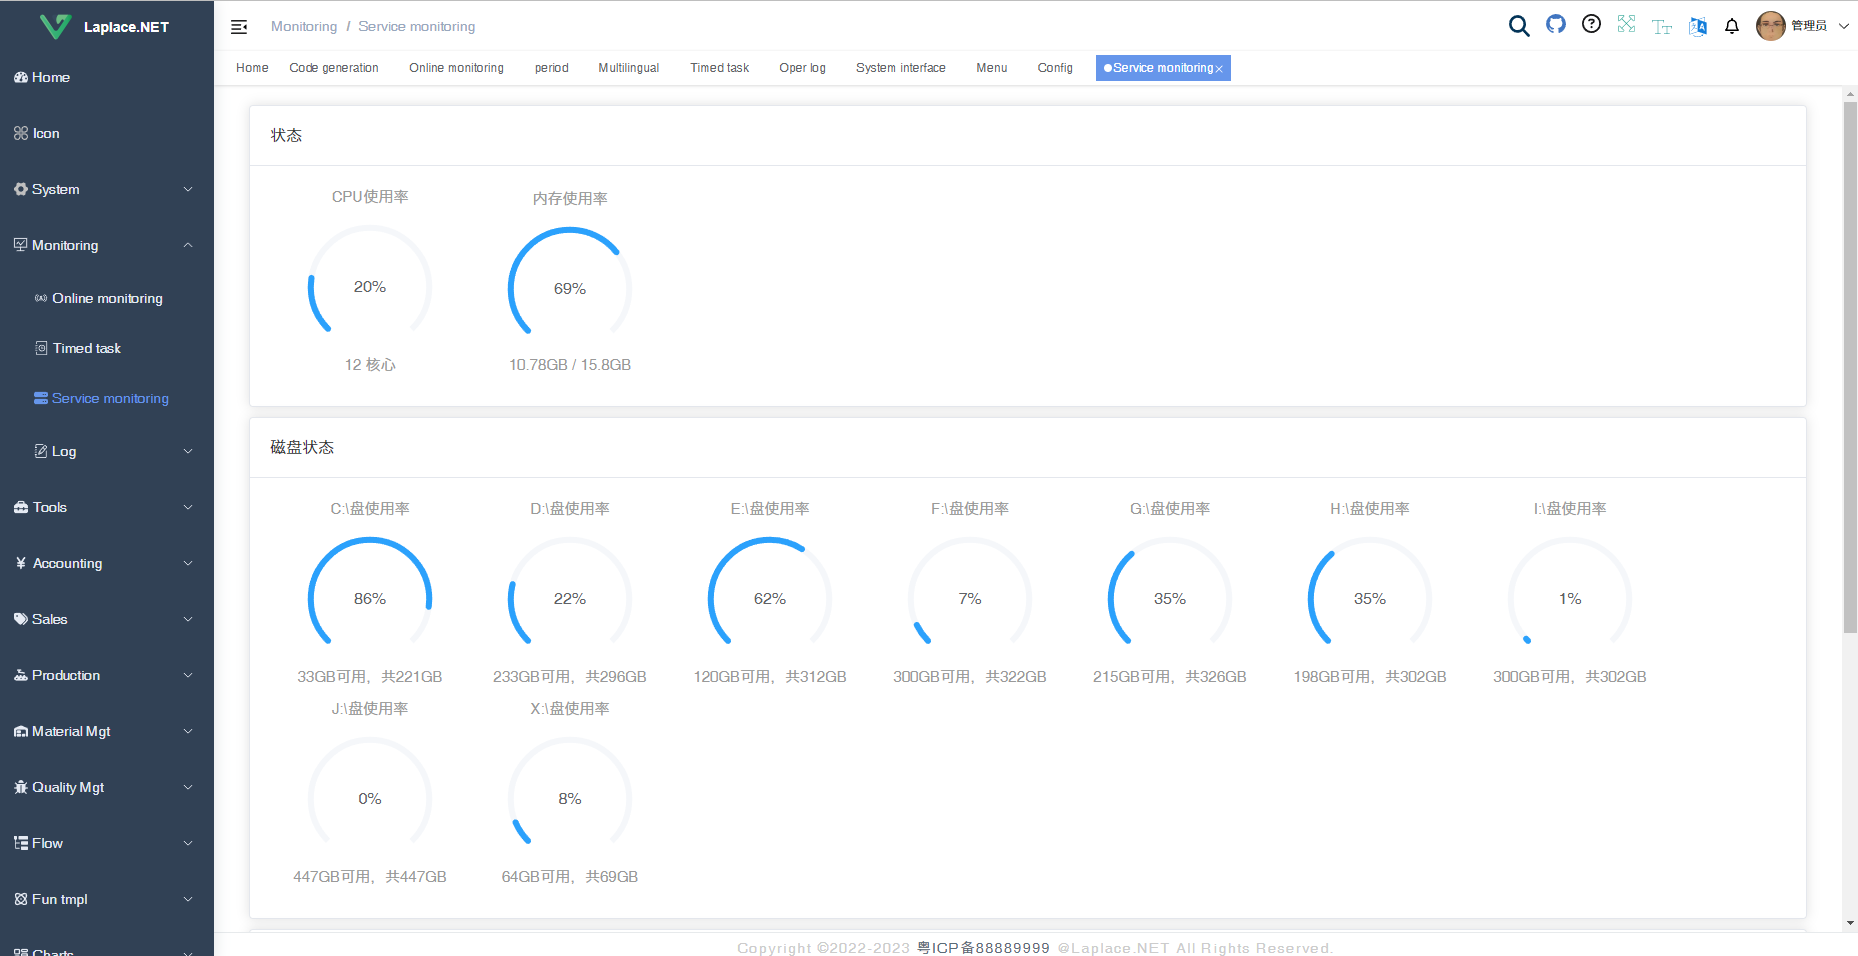 Laplace.NET
Home
Icon
System
Monitoring
Online monitoring
Timed task
Service monitoring
Log
Tools
Accounting
Sales
Production
Material Mgt
Quality Mgt
Flow
Fun tmpl
Charts
Monitoring / Service monitoring
管理员
Home Code generation Online monitoring period Multilingual Timed task Oper log System interface Menu Config Service monitoring
状态
CPU使用率 内存使用率
20% 69%
12 核心 10.78GB / 15.8GB
磁盘状态
C:\盘使用率 D:\盘使用率 E:\盘使用率 F:\盘使用率 G:\盘使用率 H:\盘使用率 I:\盘使用率
86% 22% 62% 7% 35% 35% 1%
33GB可用，共221GB 233GB可用，共296GB 120GB可用，共312GB 300GB可用，共322GB 215GB可用，共326GB 198GB可用，共302GB 300GB可用，共302GB
J:\盘使用率 X:\盘使用率
0% 8%
447GB可用，共447GB 64GB可用，共69GB
Copyright ©2022-2023 粤ICP备88889999 @Laplace.NET All Rights Reserved.